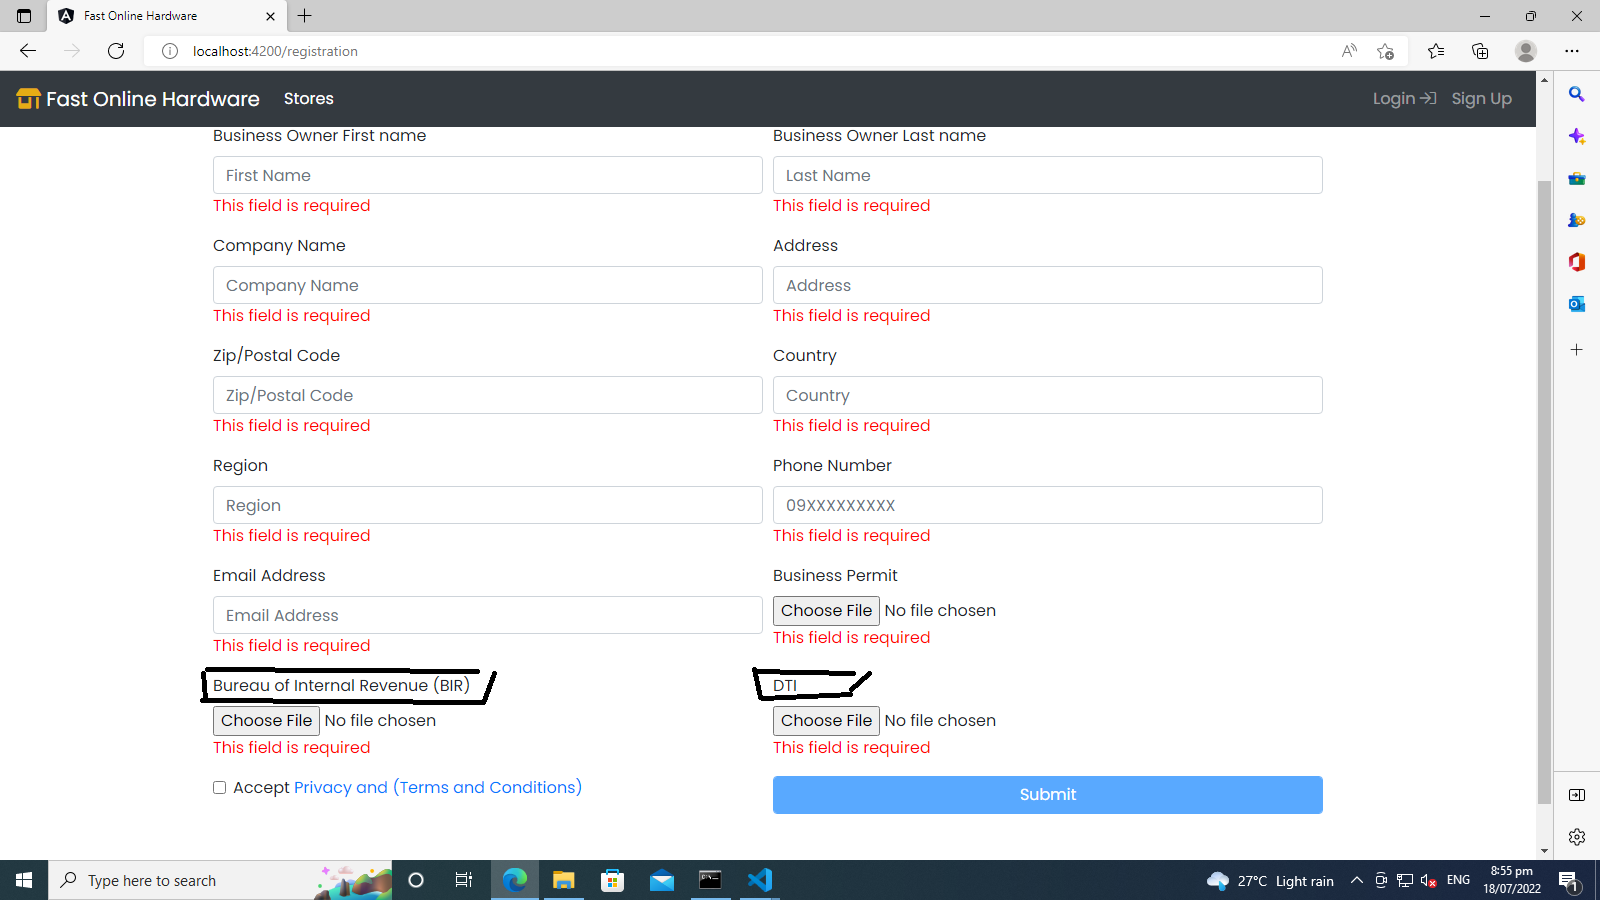 Fast Online Hardware
localhost:4200/registration
Fast Online Hardware Stores Login Sign Up
Business Owner First name Business Owner Last name
First Name Last Name
This field is required This field is required
Company Name Address
Company Name Address
This field is required This field is required
Zip/Postal Code Country
Zip/Postal Code Country
This field is required This field is required
Region Phone Number
Region 09XXXXXXXXX
This field is required This field is required
Email Address Business Permit
Email Address Choose File No file chosen
This field is required This field is required
Bureau of Internal Revenue (BIR) DTI
Choose File No file chosen Choose File No file chosen
This field is required This field is required
Accept Privacy and (Terms and Conditions) Submit
Type here to search 27°C Light rain ENG 8:55 pm
18/07/2022 1